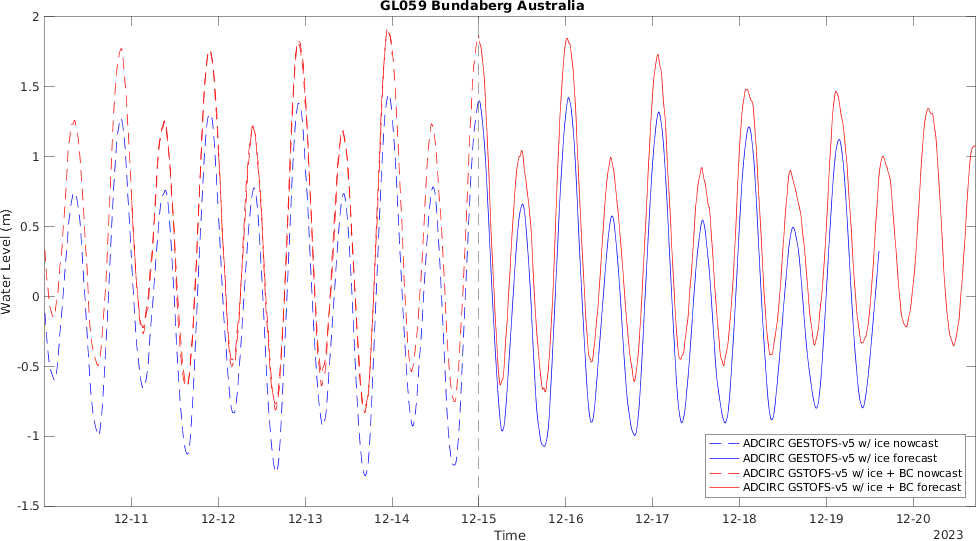 GL059 Bundaberg Australia
2
1.5
1
0.5
0
-0.5
-1
-1.5
Water Level (m)
12-11 12-12 12-13 12-14 12-15 12-16 12-17 12-18 12-19 12-20
Time
2023
ADCIRC GESTOFS-v5 w/ ice nowcast
ADCIRC GESTOFS-v5 w/ ice forecast
ADCIRC GSTOFS-v5 w/ ice + BC nowcast
ADCIRC GSTOFS-v5 w/ ice + BC forecast